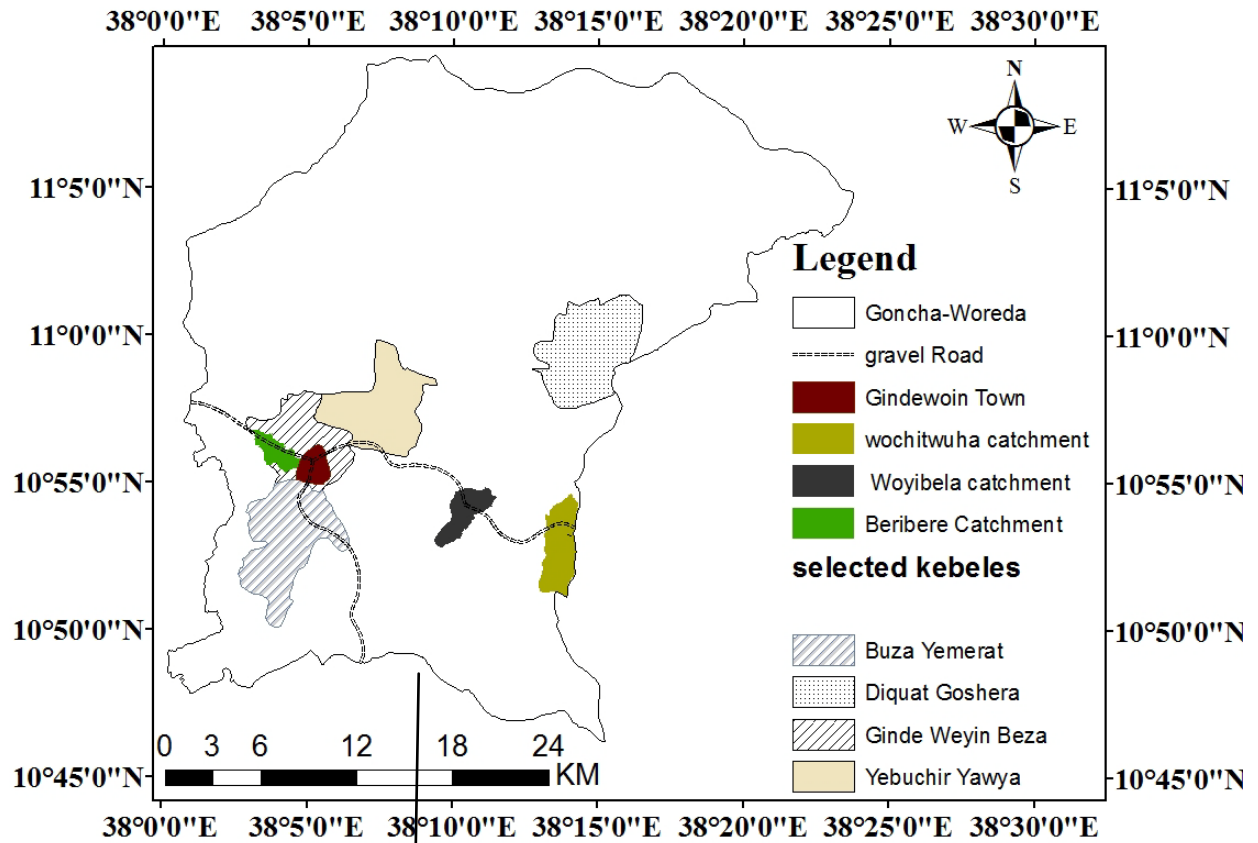 38°0'0"E 38°5'0"E 38°10'0"E 38°15'0"E 38°20'0"E 38°25'0"E 38°30'0"E
N
W E
S
11°5'0"N 11°5'0"N
Legend
Goncha-Woreda
11°0'0"N 11°0'0"N
gravel Road
Gindewoin Town
wochitwuha catchment
10°55'0"N 10°55'0"N
Woyibela catchment
Beribere Catchment
selected kebeles
10°50'0"N 10°50'0"N
Buza Yemerat
Diquat Goshera
Ginde Weyin Beza
0 3 6 12 18 24
KM
Yebuchir Yawya
10°45'0"N 10°45'0"N
38°0'0"E 38°5'0"E 38°10'0"E 38°15'0"E 38°20'0"E 38°25'0"E 38°30'0"E